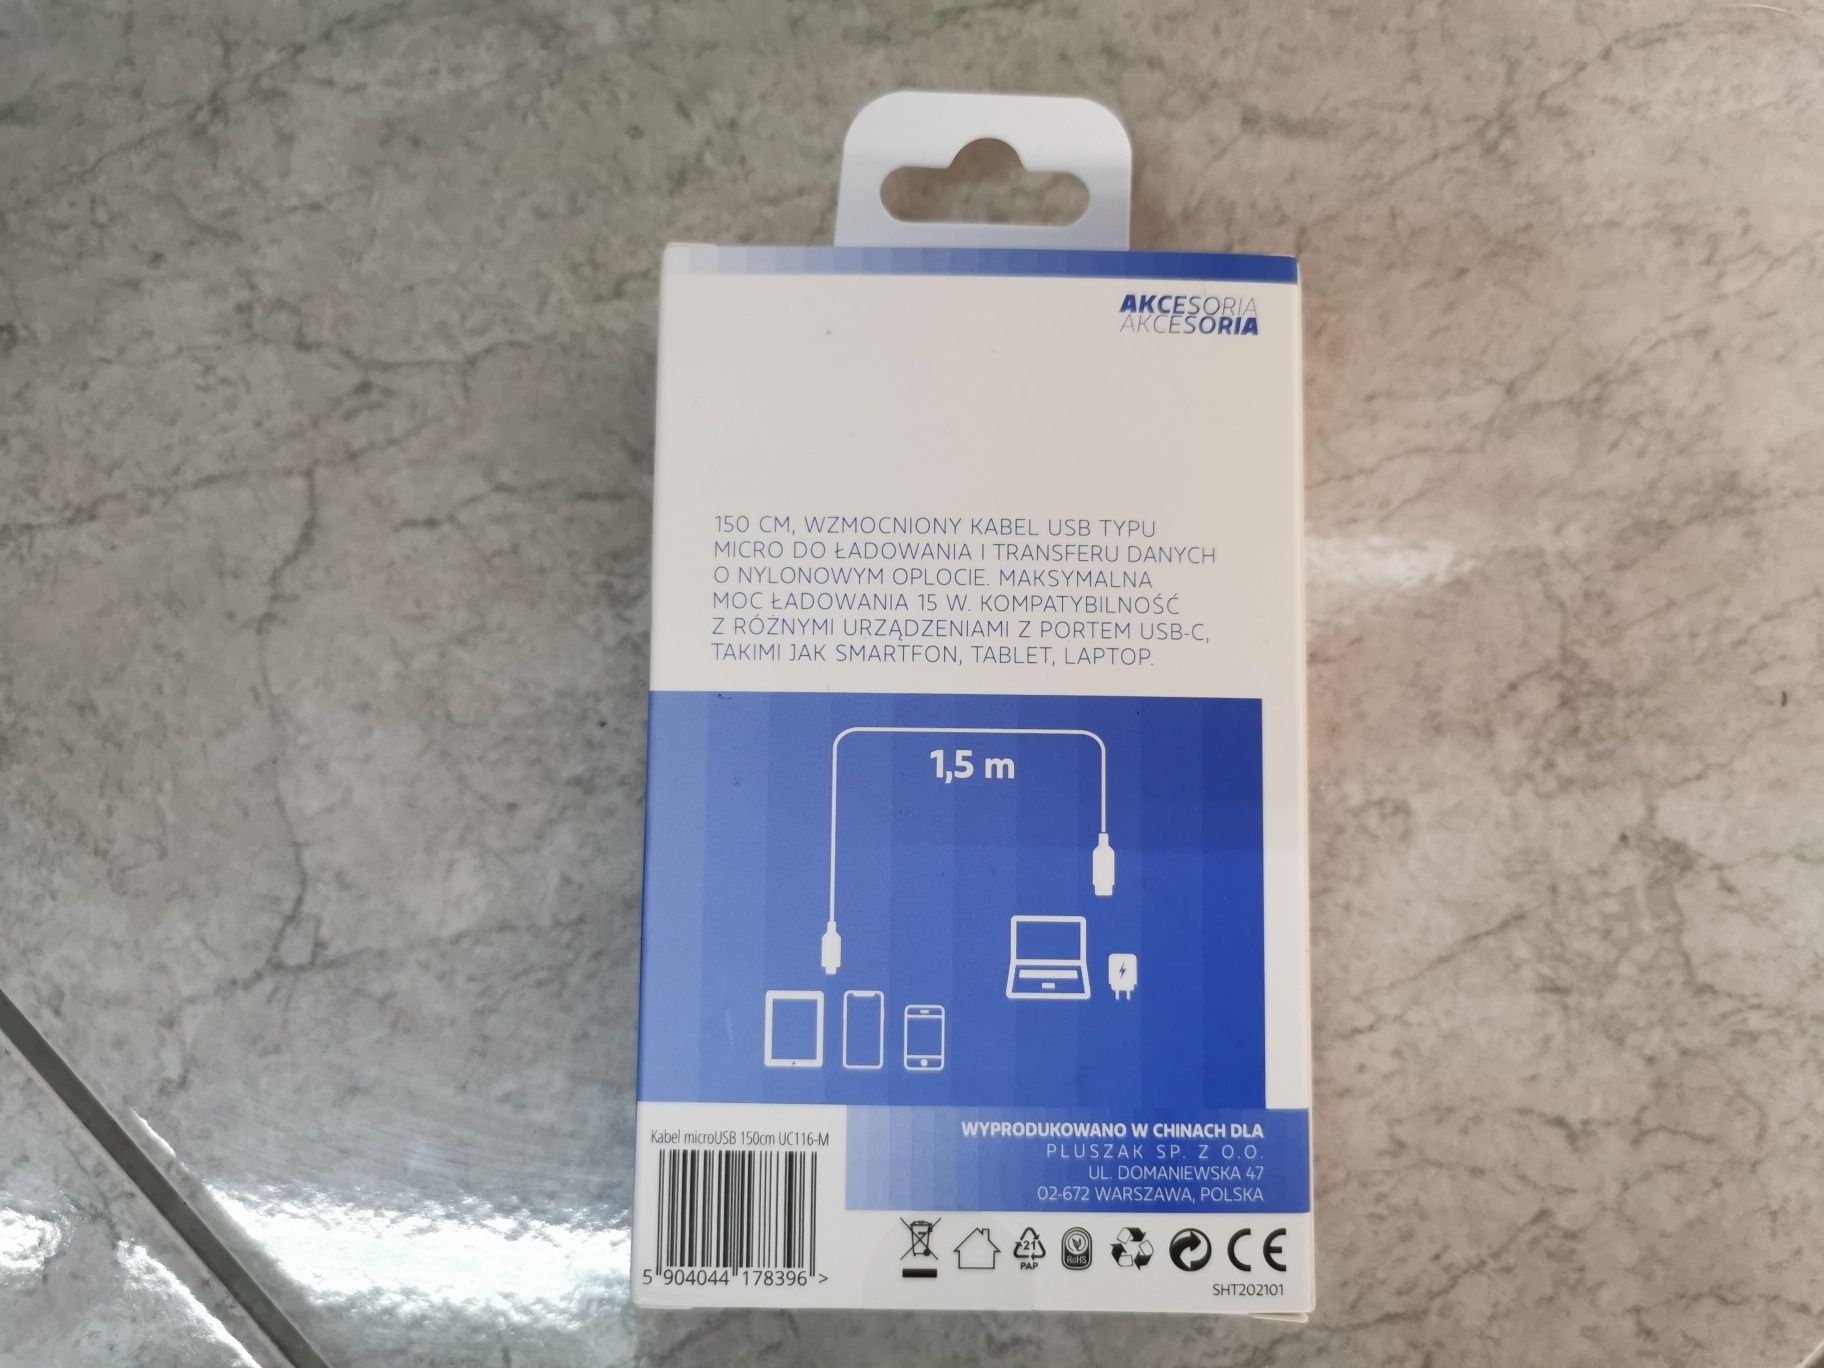 AKCESORIA
AKCESORIA
150 CM, WZMOCNIONY KABEL USB TYPU
MICRO DO ŁADOWANIA I TRANSFERU DANYCH
O NYLONOWYM OPLOCIE. MAKSYMALNA
MOC ŁADOWANIA 15 W. KOMPATYBILNOŚĆ
Z RÓŻNYMI URZĄDZENIAMI Z PORTEM USB-C,
TAKIMI JAK SMARTFON, TABLET, LAPTOP.
1,5 m
WYPRODUKOWANO W CHINACH DLA
PLUSZAK SP. Z O.O.
UL. DOMANIEWSKA 47
02-672 WARSZAWA, POLSKA
Kabel microUSB 150cm UC116-M
5 904044 178396 >
21
PAP
RoHS
CE
SHT202101